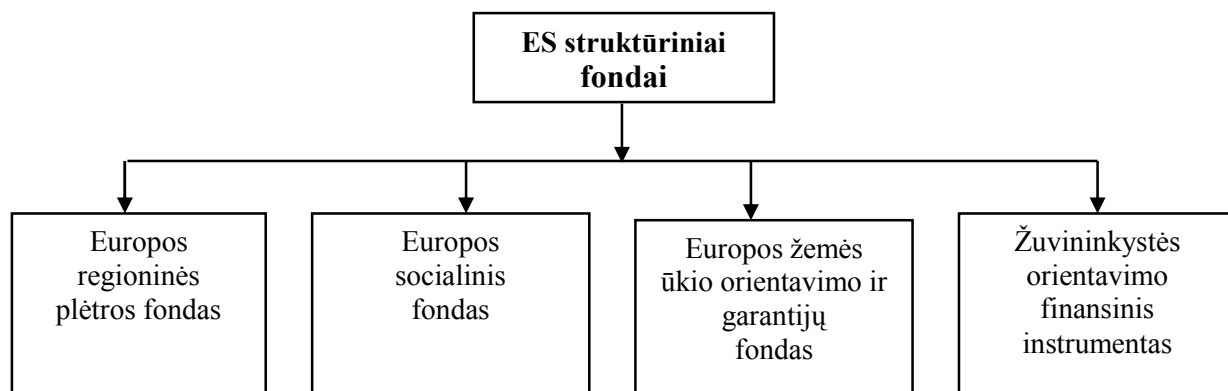 ES struktūriniai
fondai
Europos
regioninės
plėtros fondas
Europos
socialinis
fondas
Europos žemės
ūkio orientavimo ir
garantijų
fondas
Žuvininkystės
orientavimo
finansinis
instrumentas